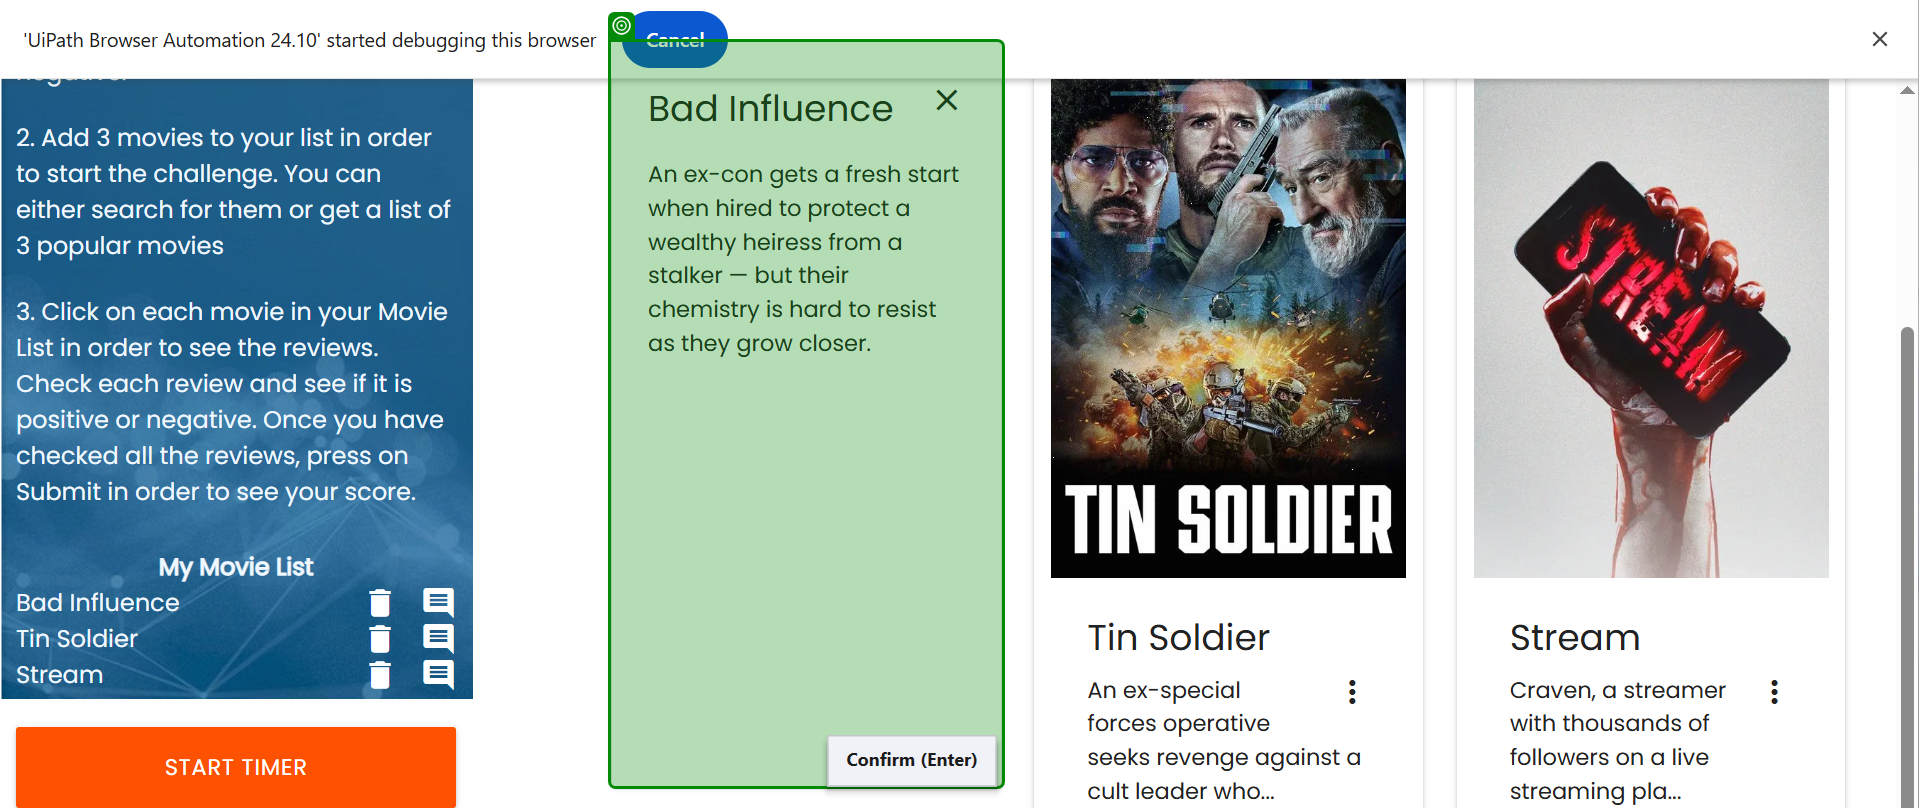 'UiPath Browser Automation 24.10' started debugging this browser
Cancel
negative.
2. Add 3 movies to your list in order
to start the challenge. You can
either search for them or get a list of
3 popular movies
3. Click on each movie in your Movie
List in order to see the reviews.
Check each review and see if it is
positive or negative. Once you have
checked all the reviews, press on
Submit in order to see your score.
My Movie List
Bad Influence
Tin Soldier
Stream
START TIMER
Bad Influence
An ex-con gets a fresh start
when hired to protect a
wealthy heiress from a
stalker — but their
chemistry is hard to resist
as they grow closer.
Confirm (Enter)
TIN SOLDIER
Tin Soldier
An ex-special
forces operative
seeks revenge against a
cult leader who...
STREAM
Stream
Craven, a streamer
with thousands of
followers on a live
streaming pla...